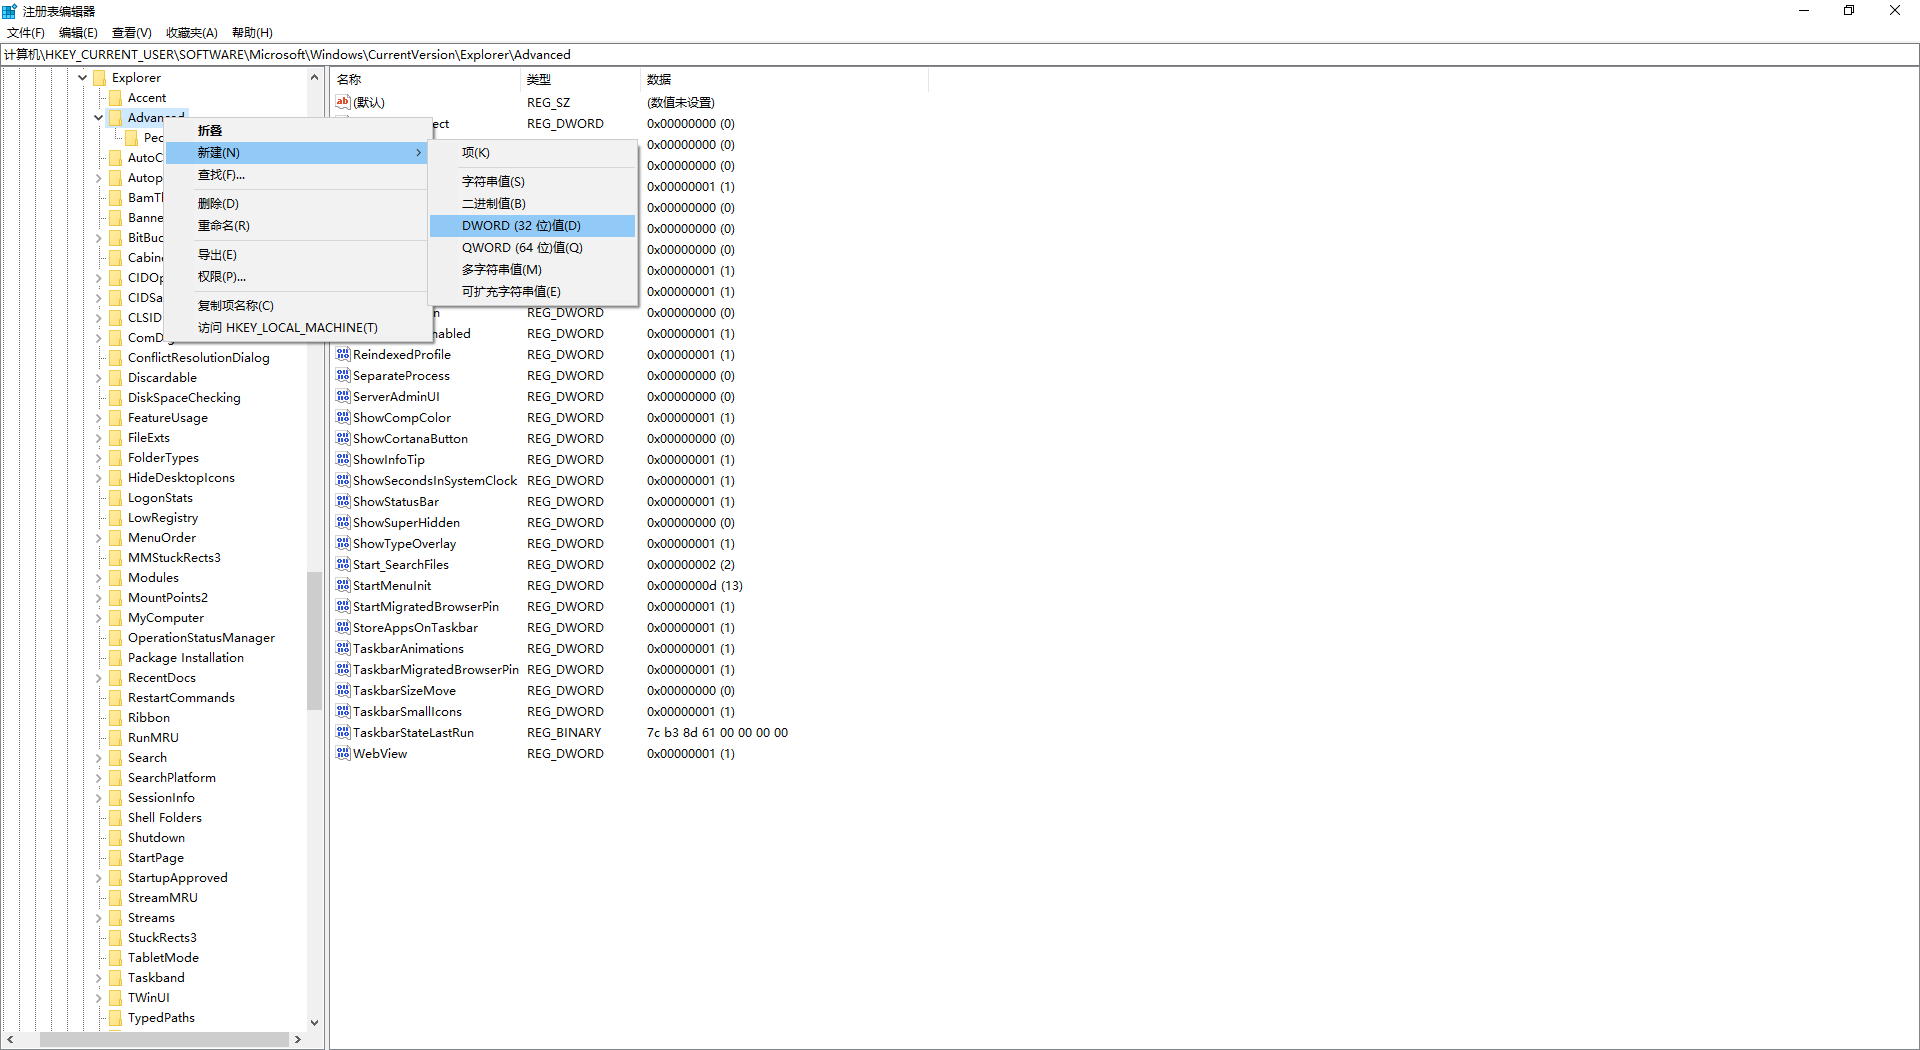 注册表编辑器
文件(F) 编辑(E) 查看(V) 收藏夹(A) 帮助(H)
计算机\HKEY_CURRENT_USER\SOFTWARE\Microsoft\Windows\CurrentVersion\Explorer\Advanced
Explorer
Accent
Advanced
Pec
AutoC
Autop
BamTh
Banne
BitBuc
Cabin
CIDOp
CIDSa
CLSID
ComD
ConflictResolutionDialog
Discardable
DiskSpaceChecking
FeatureUsage
FileExts
FolderTypes
HideDesktopIcons
LogonStats
LowRegistry
MenuOrder
MMStuckRects3
Modules
MountPoints2
MyComputer
OperationStatusManager
Package Installation
RecentDocs
RestartCommands
Ribbon
RunMRU
Search
SearchPlatform
SessionInfo
Shell Folders
Shutdown
StartPage
StartupApproved
StreamMRU
Streams
StuckRects3
TabletMode
Taskband
TWinUI
TypedPaths
折叠
新建(N)
查找(F)...
删除(D)
重命名(R)
导出(E)
权限(P)...
复制项名称(C)
访问 HKEY_LOCAL_MACHINE(T)
项(K)
字符串值(S)
二进制值(B)
DWORD (32 位)值(D)
QWORD (64 位)值(Q)
多字符串值(M)
可扩充字符串值(E)
名称 类型 数据
(默认) REG_SZ (数值未设置)
ect REG_DWORD 0x00000000 (0)
0x00000000 (0)
0x00000000 (0)
0x00000001 (1)
0x00000000 (0)
0x00000000 (0)
0x00000000 (0)
0x00000001 (1)
0x00000001 (1)
n REG_DWORD 0x00000000 (0)
nabled REG_DWORD 0x00000001 (1)
ReindexedProfile REG_DWORD 0x00000001 (1)
SeparateProcess REG_DWORD 0x00000000 (0)
ServerAdminUI REG_DWORD 0x00000000 (0)
ShowCompColor REG_DWORD 0x00000001 (1)
ShowCortanaButton REG_DWORD 0x00000000 (0)
ShowInfoTip REG_DWORD 0x00000001 (1)
ShowSecondsInSystemClock REG_DWORD 0x00000001 (1)
ShowStatusBar REG_DWORD 0x00000001 (1)
ShowSuperHidden REG_DWORD 0x00000000 (0)
ShowTypeOverlay REG_DWORD 0x00000001 (1)
Start_SearchFiles REG_DWORD 0x00000002 (2)
StartMenuInit REG_DWORD 0x0000000d (13)
StartMigratedBrowserPin REG_DWORD 0x00000001 (1)
StoreAppsOnTaskbar REG_DWORD 0x00000001 (1)
TaskbarAnimations REG_DWORD 0x00000001 (1)
TaskbarMigratedBrowserPin REG_DWORD 0x00000001 (1)
TaskbarSizeMove REG_DWORD 0x00000000 (0)
TaskbarSmallIcons REG_DWORD 0x00000001 (1)
TaskbarStateLastRun REG_BINARY 7c b3 8d 61 00 00 00 00
WebView REG_DWORD 0x00000001 (1)